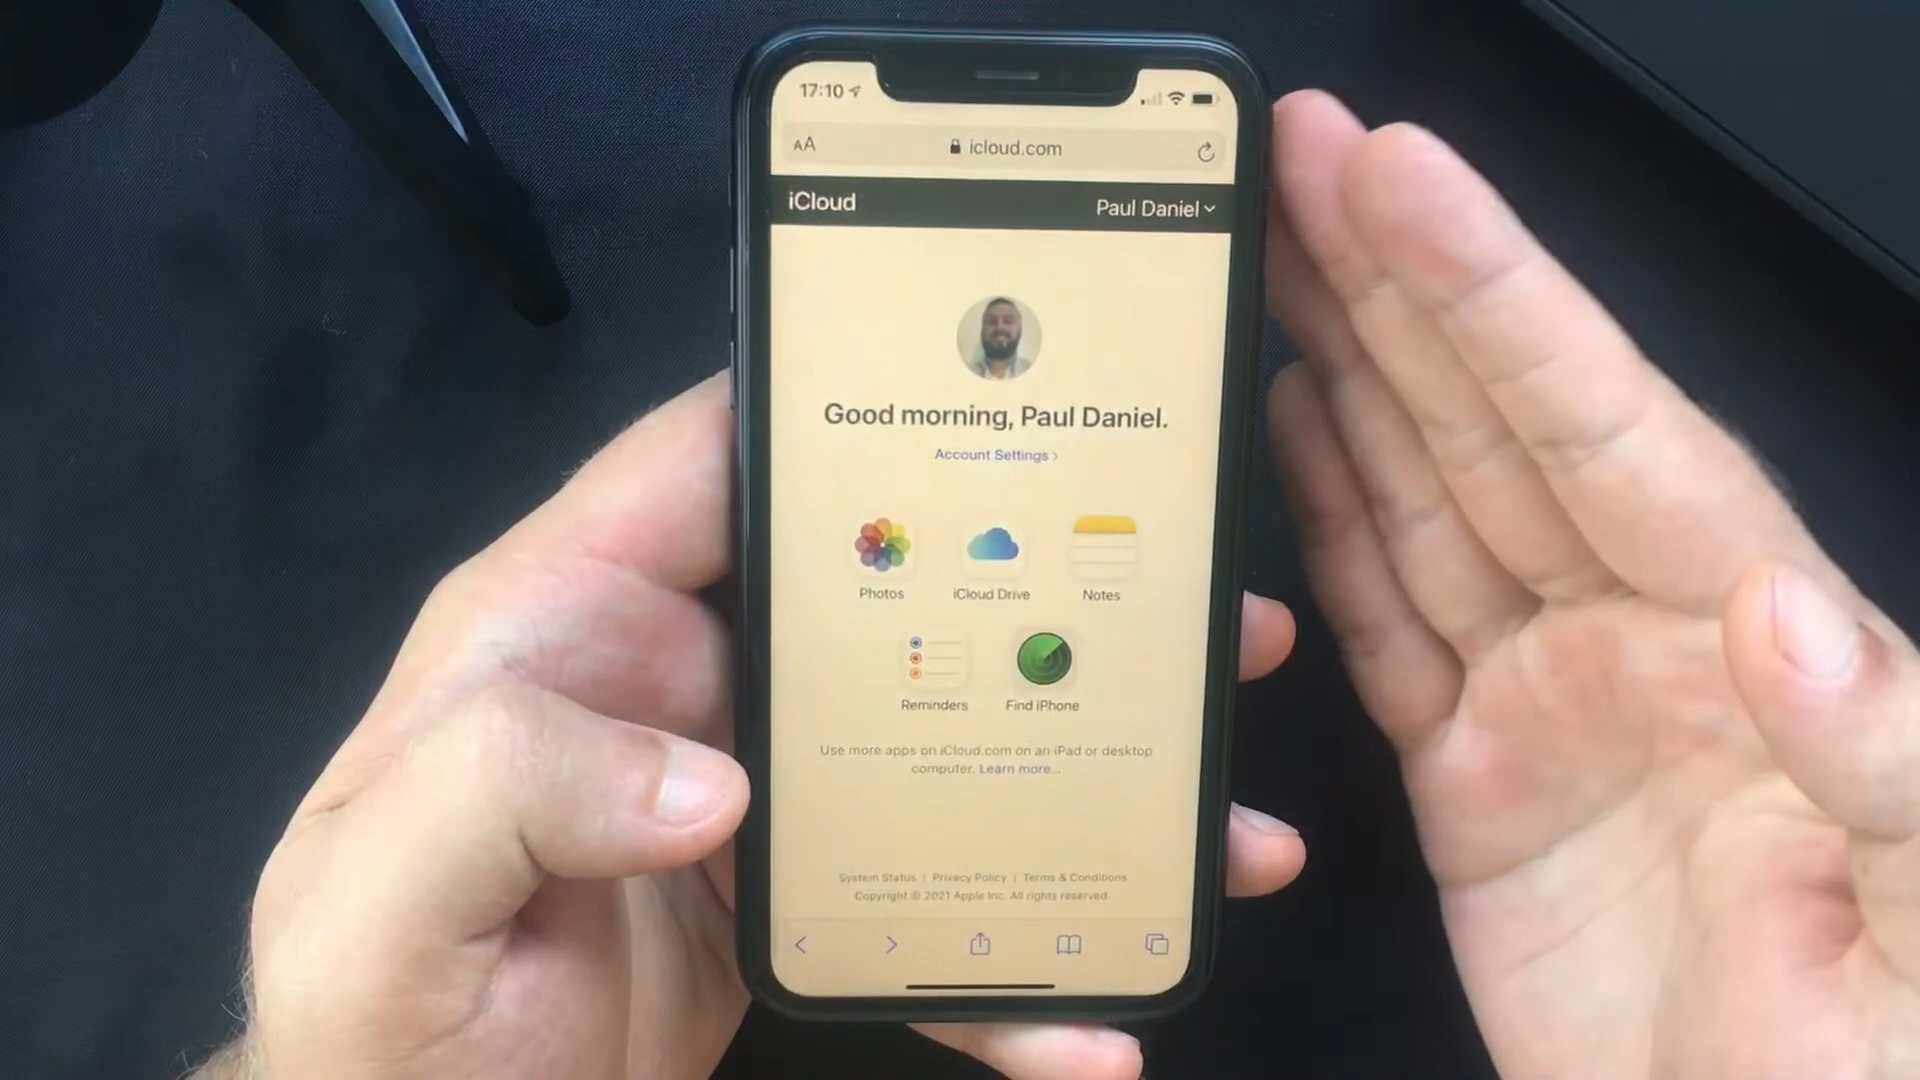 17:10
AA icloud.com
iCloud Paul Daniel
Good morning, Paul Daniel.
Account Settings >
Photos iCloud Drive Notes
Reminders Find iPhone
Use more apps on iCloud.com on an iPad or desktop
computer. Learn more...
System Status | Privacy Policy | Terms & Conditions
Copyright © 2021 Apple Inc. All rights reserved.